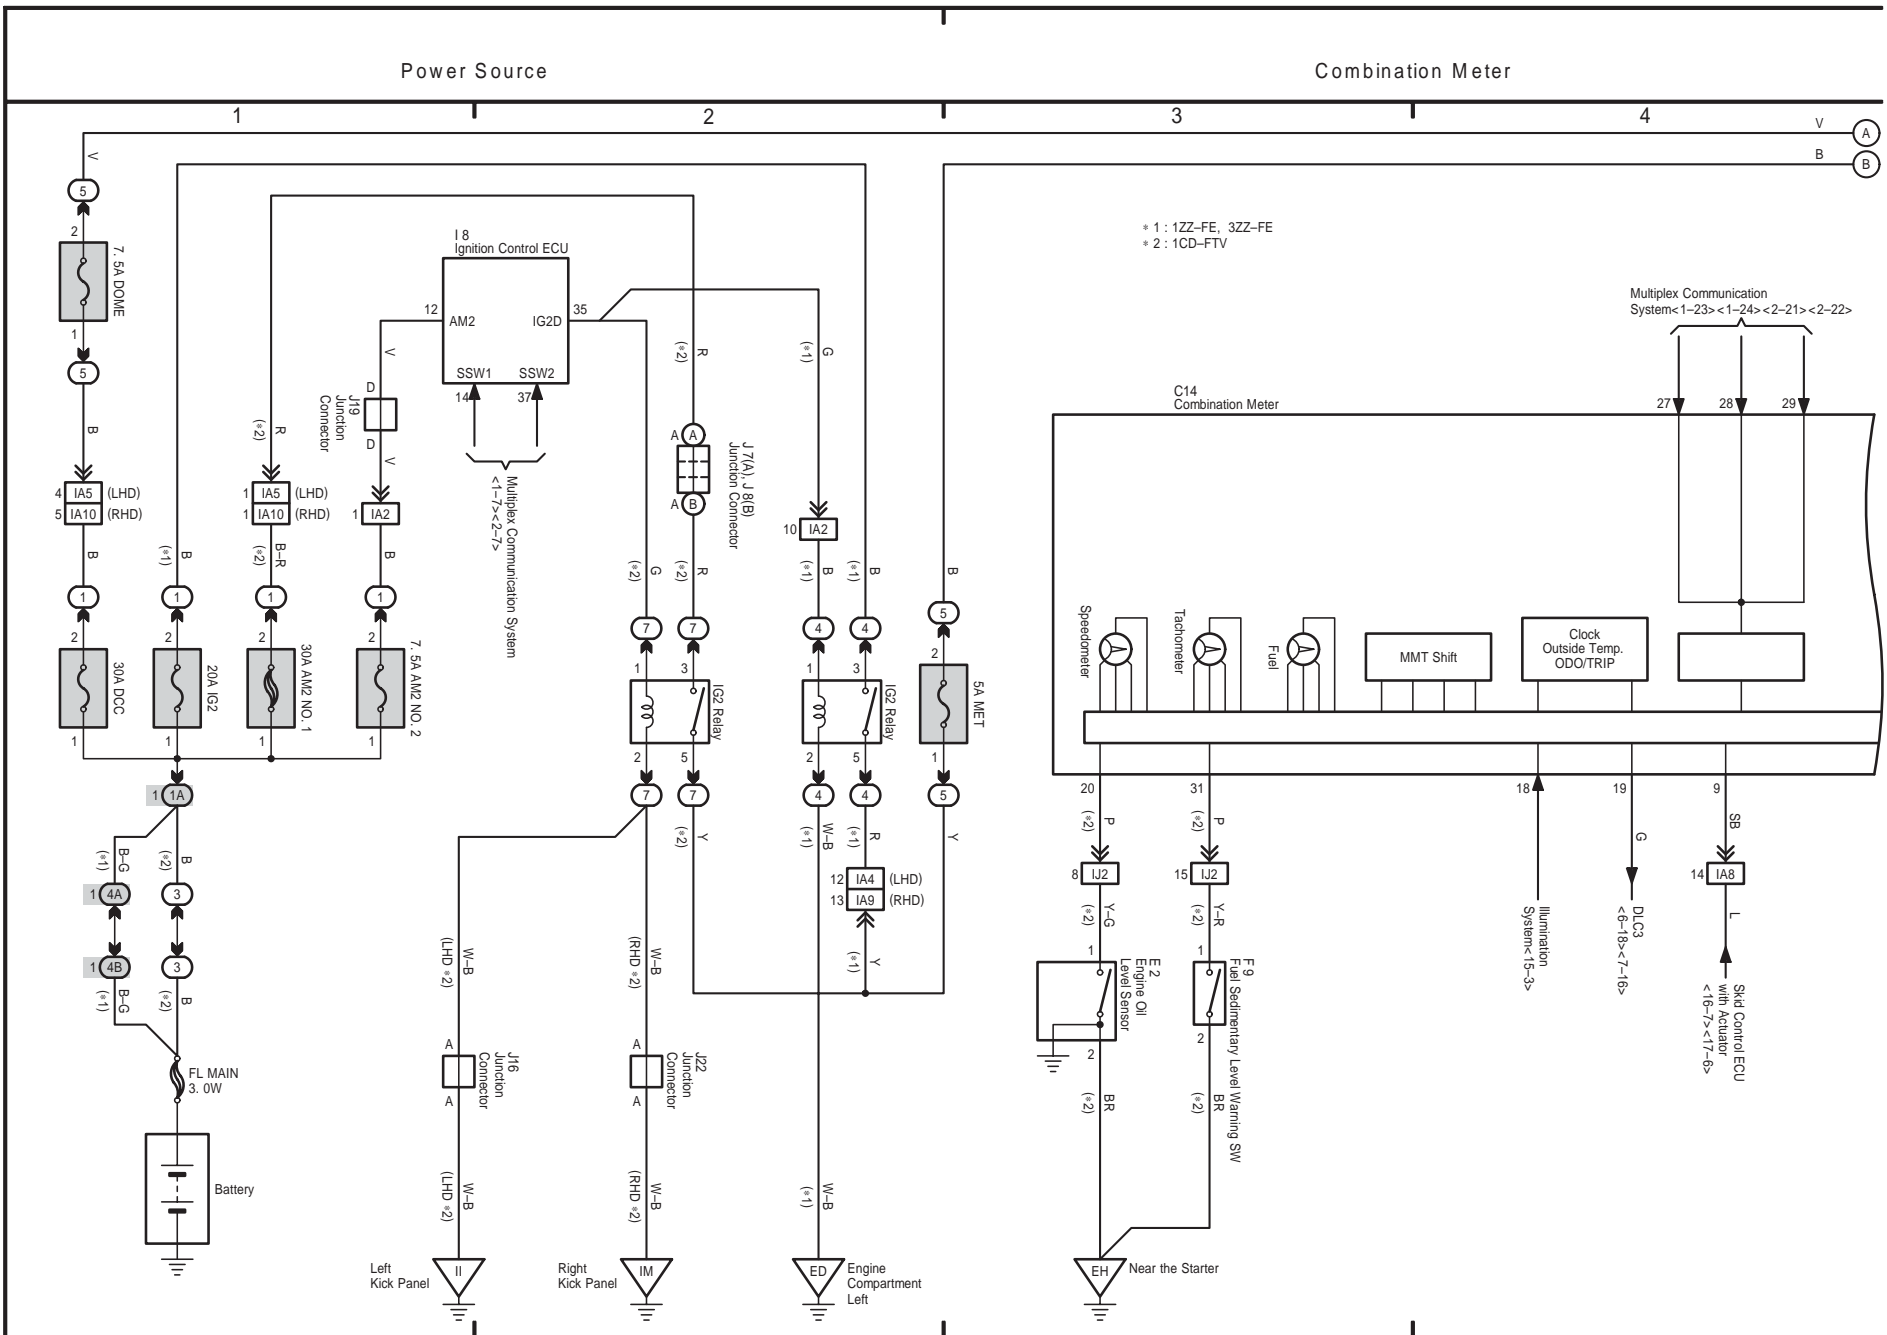 Power Source
Combination Meter
1
2
3
4
V
A
B
B
V
5
2
7. 5A DOME
1
5
B
4 IA5 (LHD)
5 IA10 (RHD)
B
1
2
30A DCC
1
B
(*1)
1
2
20A IG2
1
R
(*2)
1 IA5 (LHD)
1 IA10 (RHD)
B–R
(*2)
1
2
30A AM2 NO. 1
1
I 8
Ignition Control ECU
12
AM2
IG2D
35
SSW1
SSW2
14
37
V
D
J19
Junction
Connector
D
V
1 IA2
B
1
2
7. 5A AM2 NO. 2
1
Multiplex Communication System
<1–7><2–7>
1 1A
B–G
(*1)
B
(*2)
1 4A
3
1 4B
3
B–G
(*1)
B
(*2)
FL MAIN
3. 0W
Battery
R
(*2)
G
(*1)
A A
J 7(A), J 8(B)
Junction Connector
A B
10 IA2
G
(*2)
R
(*2)
B
(*1)
B
(*1)
B
7
7
4
4
5
1
3
IG2 Relay
2
5
1
3
IG2 Relay
2
5
2
5A MET
1
7
7
4
4
5
Y
(*2)
W–B
(*1)
R
(*1)
Y
12 IA4 (LHD)
13 IA9 (RHD)
Y
(*1)
W–B
(LHD *2)
W–B
(RHD *2)
A
J16
Junction
Connector
A
A
J22
Junction
Connector
A
W–B
(LHD *2)
W–B
(RHD *2)
W–B
(*1)
Left
Kick Panel
II
Right
Kick Panel
IM
ED
Engine
Compartment
Left
* 1 : 1ZZ–FE, 3ZZ–FE
* 2 : 1CD–FTV
Multiplex Communication
System<1–23><1–24><2–21><2–22>
C14
Combination Meter
27
28
29
Speedometer
Tachometer
Fuel
MMT Shift
Clock
Outside Temp.
ODO/TRIP
20
31
18
19
9
P
(*2)
P
(*2)
G
SB
8 IJ2
15 IJ2
14 IA8
Y–G
(*2)
Y–R
(*2)
L
Illumination
System<15–3>
DLC3
<6–18><7–16>
Skid Control ECU
with Actuator
<16–7><17–6>
1
E 2
Engine Oil
Level Sensor
2
1
F 9
Fuel Sedimentary Level Warning SW
2
BR
(*2)
BR
(*2)
EH
Near the Starter